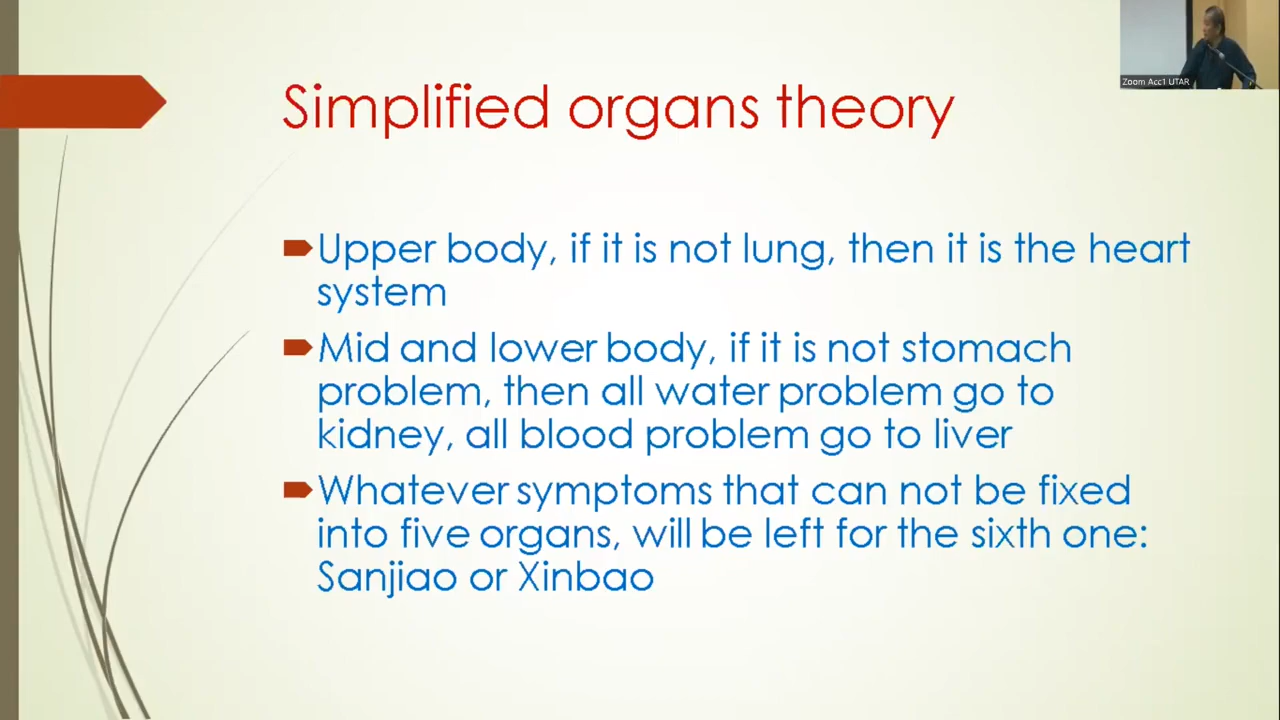 Zoom Acc1 UTAR
Simplified organs theory
Upper body, if it is not lung, then it is the heart
system
Mid and lower body, if it is not stomach
problem, then all water problem go to
kidney, all blood problem go to liver
Whatever symptoms that can not be fixed
into five organs, will be left for the sixth one:
Sanjiao or Xinbao